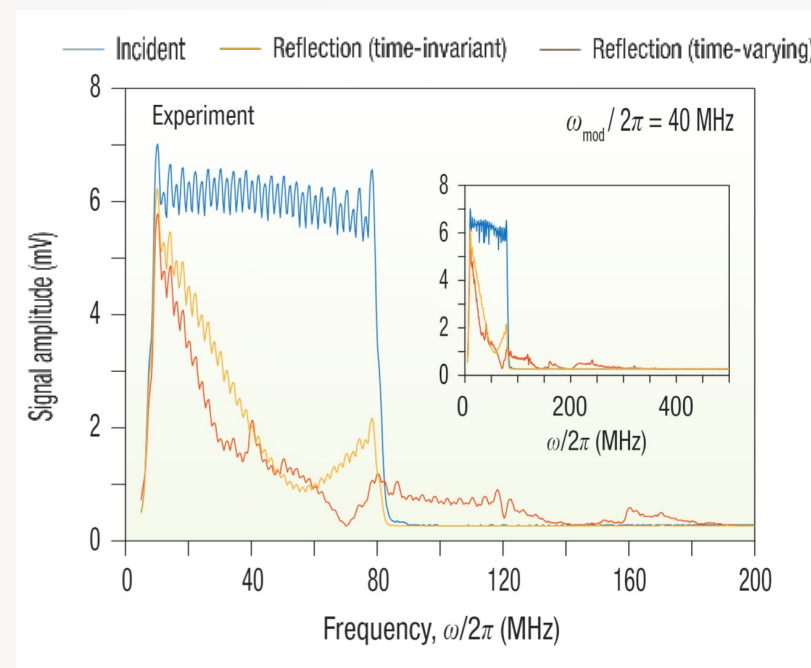 Incident Reflection (time-invariant) Reflection (time-varying)
Experiment
ω_mod / 2π = 40 MHz
Signal amplitude (mV)
8
6
4
2
0
0 40 80 120 160 200
Frequency, ω/2π (MHz)
8
6
4
2
0
0 200 400
ω/2π (MHz)